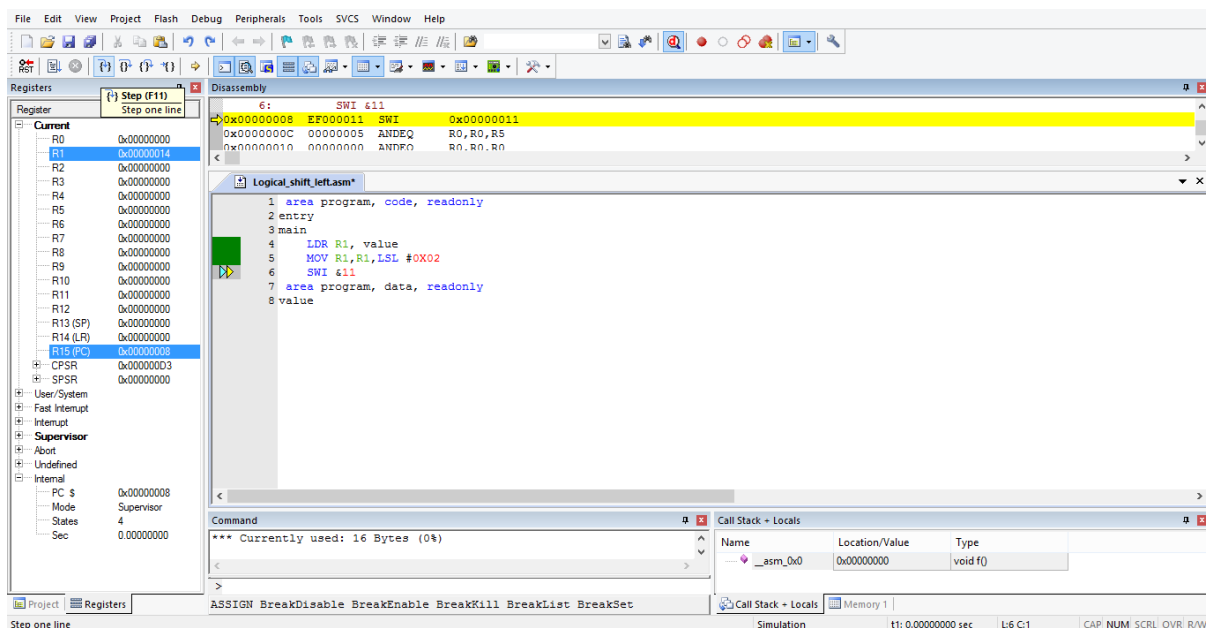 File Edit View Project Flash Debug Peripherals Tools SVCS Window Help
RST
Registers
Register
{+} Step (F11)
Step one line
Current
R0 0x00000000
R1 0x00000014
R2 0x00000000
R3 0x00000000
R4 0x00000000
R5 0x00000000
R6 0x00000000
R7 0x00000000
R8 0x00000000
R9 0x00000000
R10 0x00000000
R11 0x00000000
R12 0x00000000
R13 (SP) 0x00000000
R14 (LR) 0x00000000
R15 (PC) 0x00000008
CPSR 0x000000D3
SPSR 0x00000000
User/System
Fast Interrupt
Interrupt
Supervisor
Abort
Undefined
Internal
PC $ 0x00000008
Mode Supervisor
States 4
Sec 0.00000000
Project Registers
Disassembly
6: SWI &11
0x00000008 EF000011 SWI 0x00000011
0x0000000C 00000005 ANDEQ R0,R0,R5
0x00000010 00000000 ANDEQ R0,R0,R0
Logical_shift_left.asm*
1 area program, code, readonly
2 entry
3 main
4 LDR R1, value
5 MOV R1,R1,LSL #0X02
6 SWI &11
7 area program, data, readonly
8 value
Command
*** Currently used: 16 Bytes (0%)
>
ASSIGN BreakDisable BreakEnable BreakKill BreakList BreakSet
Call Stack + Locals
Name Location/Value Type
__asm_0x0 0x00000000 void f()
Call Stack + Locals Memory 1
Step one line Simulation t1: 0.00000000 sec L:6 C:1 CAP NUM SCRL OVR R/W